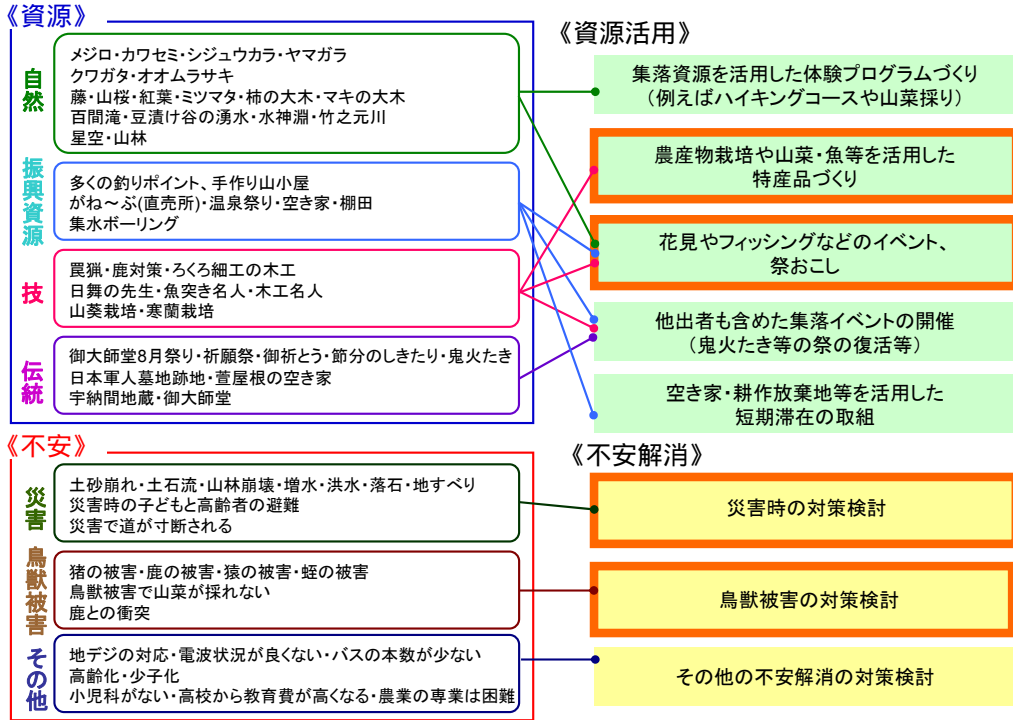 《資源》
自然
メジロ・カワセミ・シジュウカラ・ヤマガラ
クワガタ・オオムラサキ
藤・山桜・紅葉・ミツマタ・柿の大木・マキの大木
百間滝・豆漬け谷の湧水・水神淵・竹之元川
星空・山林
振興資源
多くの釣りポイント、手作り山小屋
がね～ぶ(直売所)・温泉祭り・空き家・棚田
集水ボーリング
技
罠猟・鹿対策・ろくろ細工の木工
日舞の先生・魚突き名人・木工名人
山葵栽培・寒蘭栽培
伝統
御大師堂8月祭り・祈願祭・御祈とう・節分のしきたり・鬼火たき
日本軍人墓地跡地・萱屋根の空き家
宇納間地蔵・御大師堂
《資源活用》
集落資源を活用した体験プログラムづくり
（例えばハイキングコースや山菜採り）
農産物栽培や山菜・魚等を活用した
特産品づくり
花見やフィッシングなどのイベント、
祭おこし
他出者も含めた集落イベントの開催
（鬼火たき等の祭の復活等）
空き家・耕作放棄地等を活用した
短期滞在の取組
《不安》
災害
土砂崩れ・土石流・山林崩壊・増水・洪水・落石・地すべり
災害時の子どもと高齢者の避難
災害で道が寸断される
鳥獣被害
猪の被害・鹿の被害・猿の被害・蛭の被害
鳥獣被害で山菜が採れない
鹿との衝突
その他
地デジの対応・電波状況が良くない・バスの本数が少ない
高齢化・少子化
小児科がない・高校から教育費が高くなる・農業の専業は困難
《不安解消》
災害時の対策検討
鳥獣被害の対策検討
その他の不安解消の対策検討